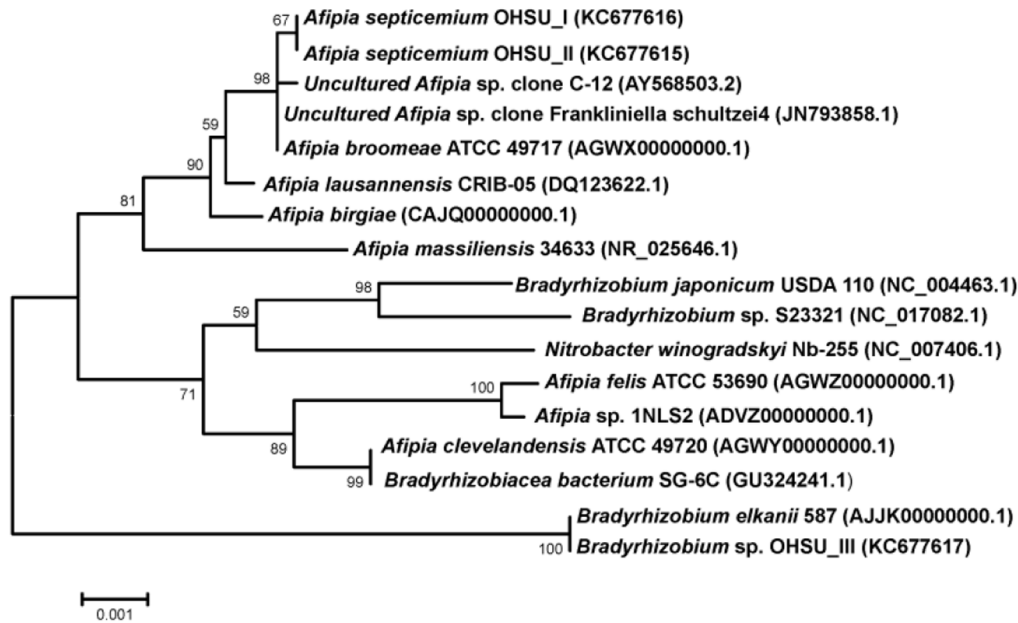 67
Afipia septicemium OHSU_I (KC677616)
Afipia septicemium OHSU_II (KC677615)
98
Uncultured Afipia sp. clone C-12 (AY568503.2)
Uncultured Afipia sp. clone Frankliniella schultzei4 (JN793858.1)
59
Afipia broomeae ATCC 49717 (AGWX00000000.1)
90
Afipia lausannensis CRIB-05 (DQ123622.1)
81
Afipia birgiae (CAJQ00000000.1)
Afipia massiliensis 34633 (NR_025646.1)
98
Bradyrhizobium japonicum USDA 110 (NC_004463.1)
59
Bradyrhizobium sp. S23321 (NC_017082.1)
Nitrobacter winogradskyi Nb-255 (NC_007406.1)
71
100
Afipia felis ATCC 53690 (AGWZ00000000.1)
Afipia sp. 1NLS2 (ADVZ00000000.1)
89
Afipia clevelandensis ATCC 49720 (AGWY00000000.1)
99
Bradyrhizobiacea bacterium SG-6C (GU324241.1)
Bradyrhizobium elkanii 587 (AJJK00000000.1)
100
Bradyrhizobium sp. OHSU_III (KC677617)
0.001